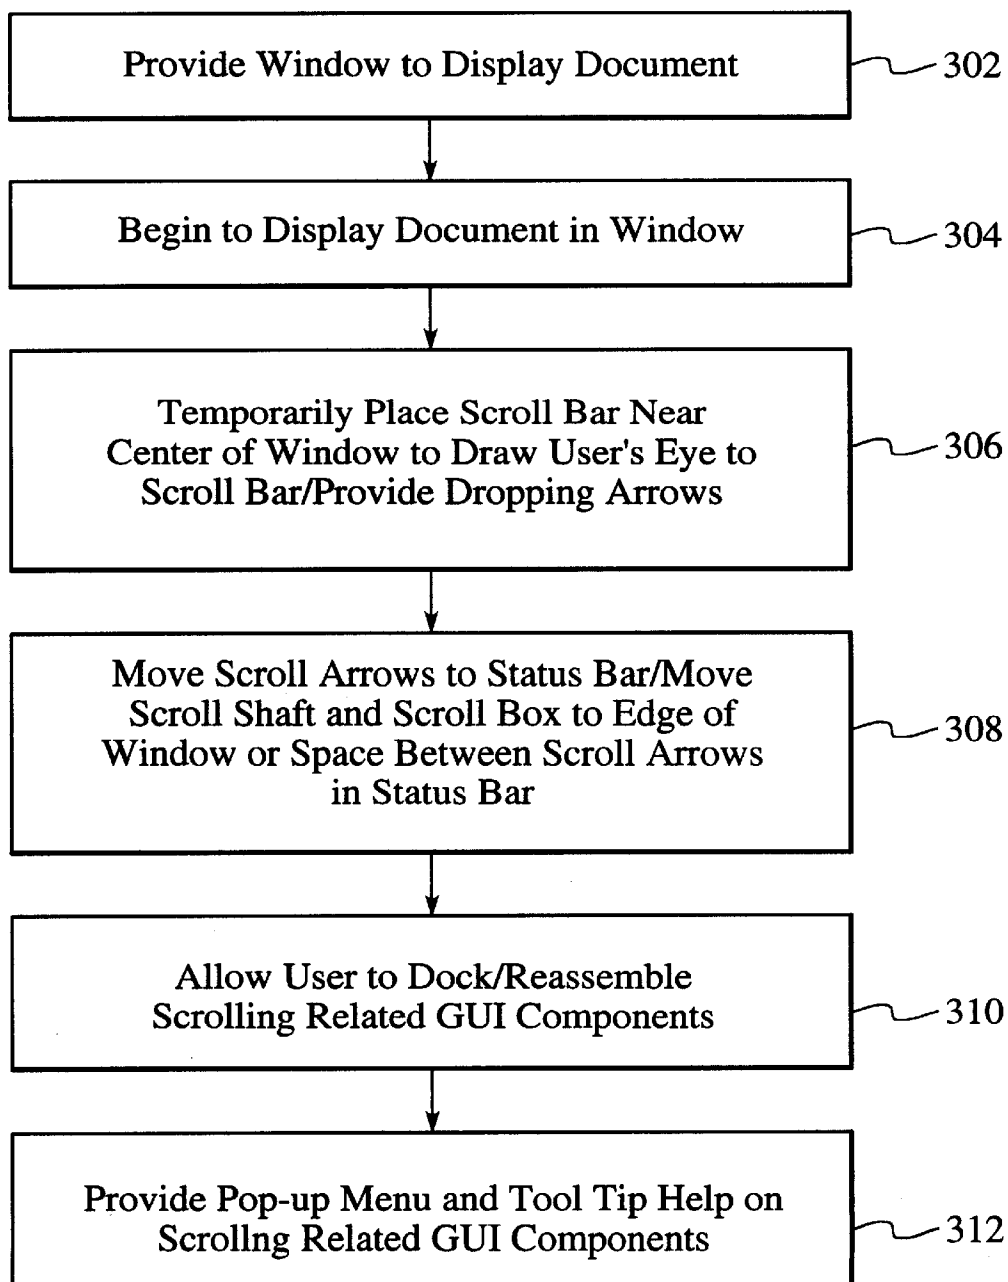 Provide Window to Display Document
302
Begin to Display Document in Window
304
Temporarily Place Scroll Bar Near
Center of Window to Draw User's Eye to
Scroll Bar/Provide Dropping Arrows
306
Move Scroll Arrows to Status Bar/Move
Scroll Shaft and Scroll Box to Edge of
Window or Space Between Scroll Arrows
in Status Bar
308
Allow User to Dock/Reassemble
Scrolling Related GUI Components
310
Provide Pop-up Menu and Tool Tip Help on
Scrollng Related GUI Components
312